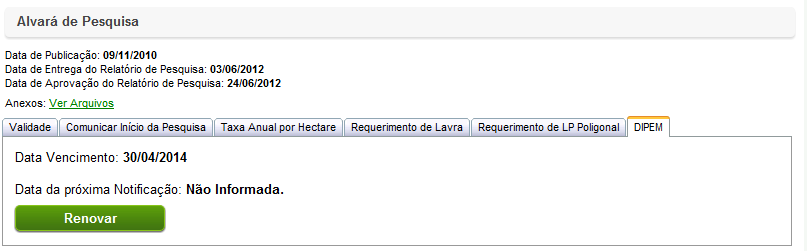 Alvará de Pesquisa
Data de Publicação: 09/11/2010
Data de Entrega do Relatório de Pesquisa: 03/06/2012
Data de Aprovação do Relatório de Pesquisa: 24/06/2012
Anexos: Ver Arquivos
Validade Comunicar Início da Pesquisa Taxa Anual por Hectare Requerimento de Lavra Requerimento de LP Poligonal DIPEM
Data Vencimento: 30/04/2014
Data da próxima Notificação: Não Informada.
Renovar